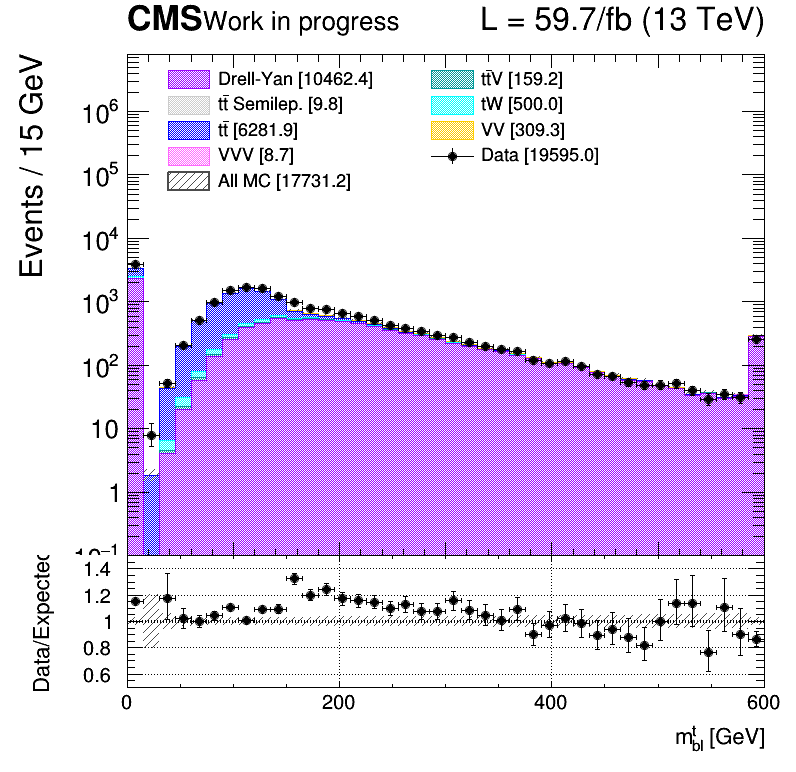 CMS Work in progress L = 59.7/fb (13 TeV)
Events / 15 GeV
Drell-Yan [10462.4]
tt̄ Semilep. [9.8]
tt̄ [6281.9]
VVV [8.7]
All MC [17731.2]
tt̄V [159.2]
tW [500.0]
VV [309.3]
Data [19595.0]
10⁶
10⁵
10⁴
10³
10²
10
1
10⁻¹
Data/Expected
1.4
1.2
1
0.8
0.6
0 200 400 600
mᵗ_bl [GeV]